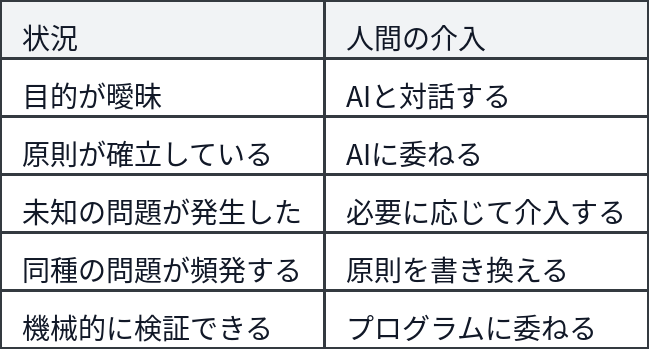 状況 人間の介入
目的が曖昧 AIと対話する
原則が確立している AIに委ねる
未知の問題が発生した 必要に応じて介入する
同種の問題が頻発する 原則を書き換える
機械的に検証できる プログラムに委ねる